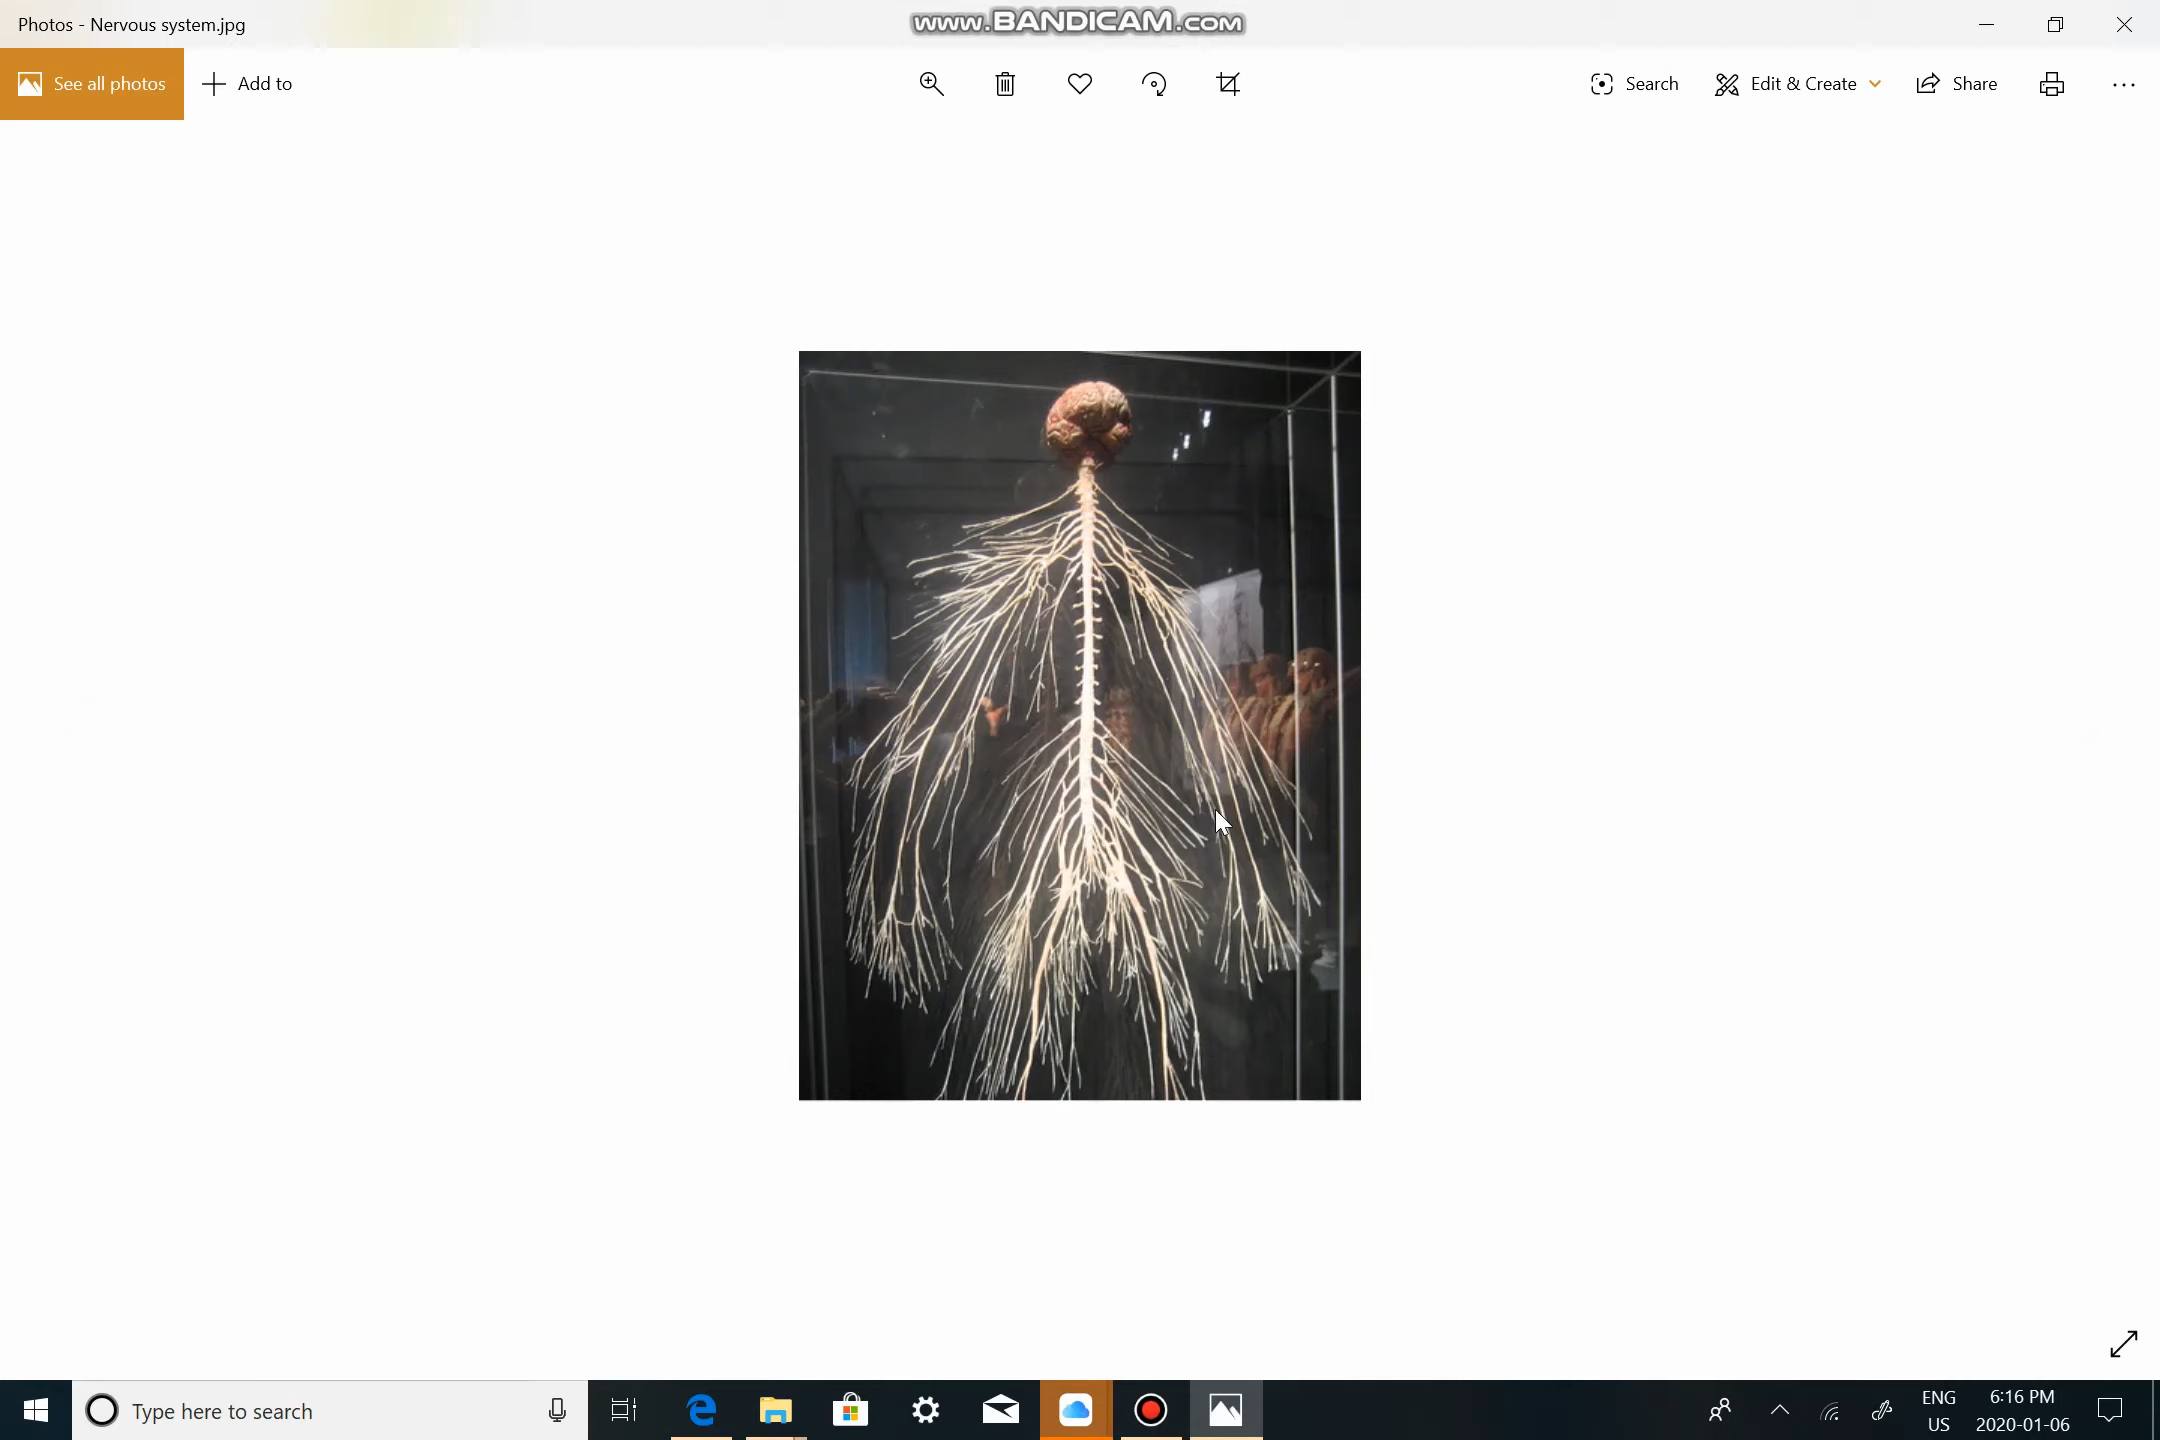 Photos - Nervous system.jpg
www.BANDICAM.com
See all photos
Add to
Search
Edit & Create
Share
Type here to search
ENG
US
6:16 PM
2020-01-06